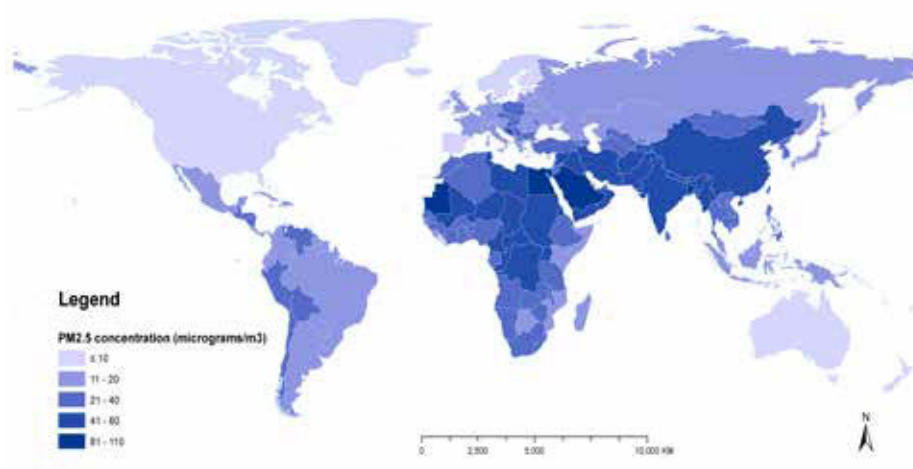 Legend
PM2.5 concentration (micrograms/m3)
≤ 10
11 - 20
21 - 40
41 - 60
61 - 110
N
0 2,500 5,000 10,000 KM